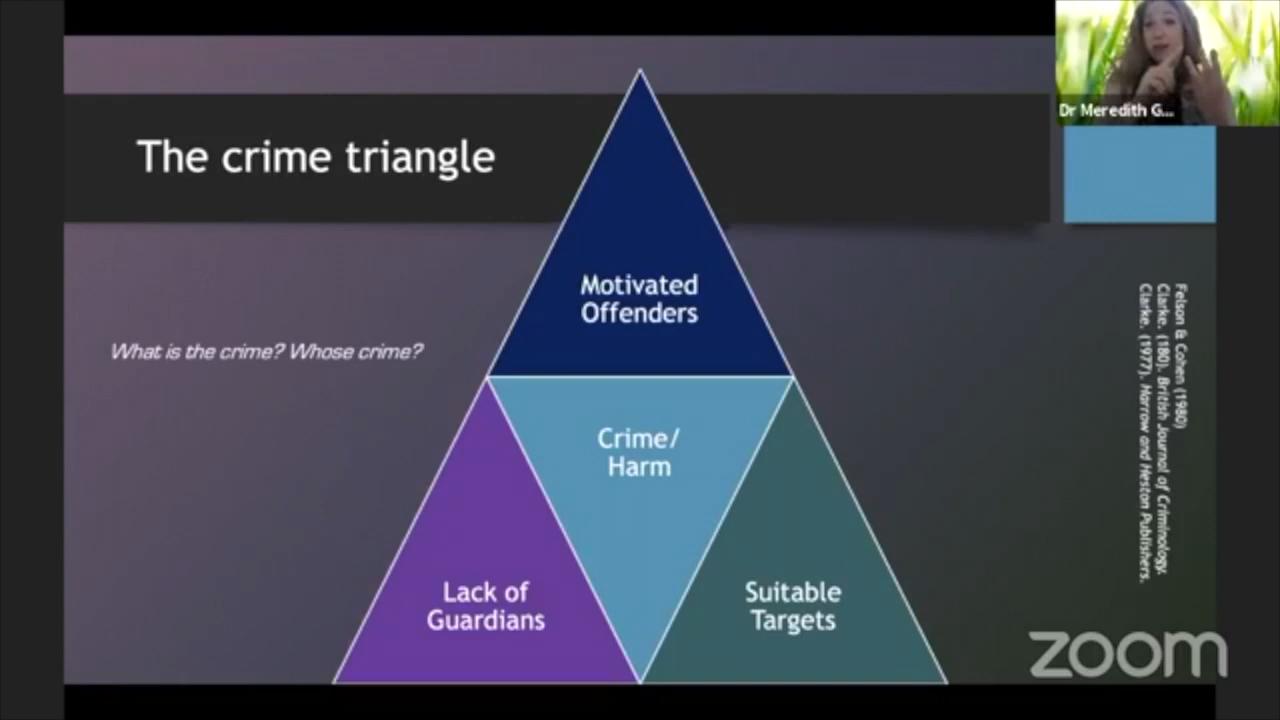 Dr Meredith G...
The crime triangle
Motivated
Offenders
What is the crime? Whose crime?
Crime/
Harm
Lack of
Guardians
Suitable
Targets
Felson & Cohen (1980)
Clarke. (180). British Journal of Criminology.
Clarke. (1977). Harrow and Heston Publishers.
zoom